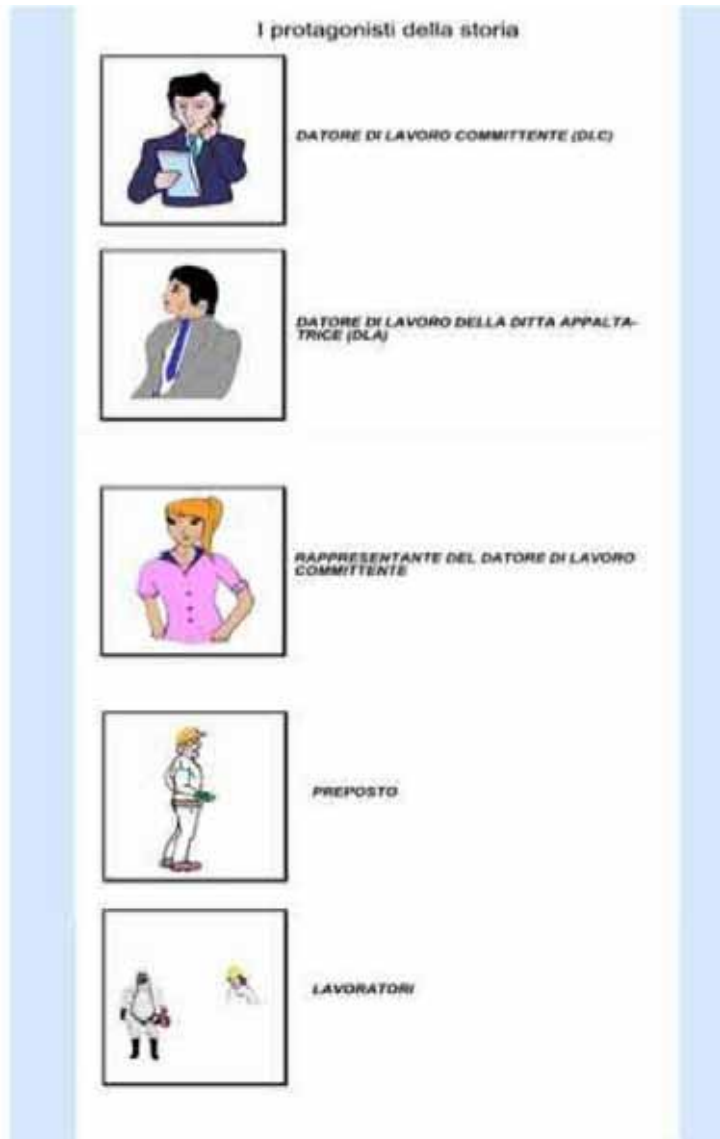 I protagonisti della storia
DATORE DI LAVORO COMMITTENTE (DLC)
DATORE DI LAVORO DELLA DITTA APPALTA-
TRICE (DLA)
RAPPRESENTANTE DEL DATORE DI LAVORO
COMMITTENTE
PREPOSTO
LAVORATORI